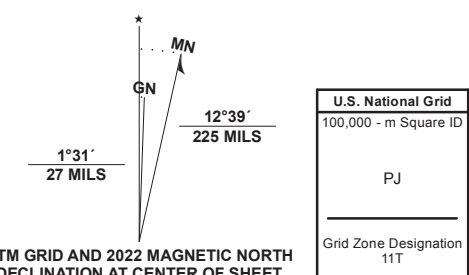 ★
MN
GN
12°39´
225 MILS
1°31´
27 MILS
TM GRID AND 2022 MAGNETIC NORTH
DECLINATION AT CENTER OF SHEET
U.S. National Grid
100,000 - m Square ID
PJ
Grid Zone Designation
11T